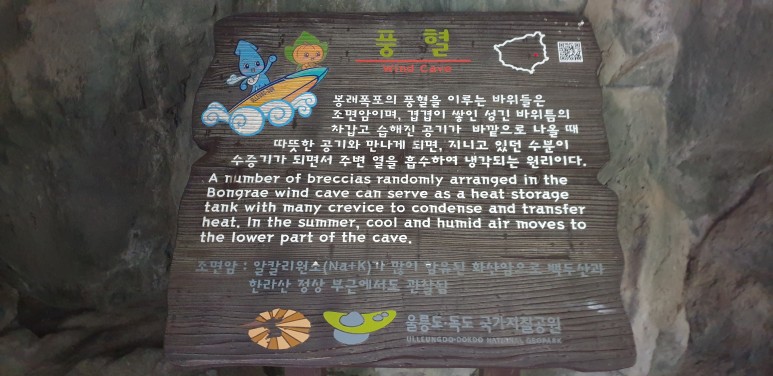 풍혈
Wind Cave
봉래폭포의 풍혈을 이루는 바위들은
조면암이며, 겹겹이 쌓인 성긴 바위틈의
차갑고 습해진 공기가 바깥으로 나올 때
따뜻한 공기와 만나게 되면, 지니고 있던 수분이
수증기가 되면서 주변 열을 흡수하여 냉각되는 원리이다.
A number of breccias randomly arranged in the
Bongrae wind cave can serve as a heat storage
tank with many crevice to condense and transfer
heat. In the summer, cool and humid air moves to
the lower part of the cave.
조면암 : 알칼리원소(Na+K)가 많이 함유된 화산암으로 백두산과
한라산 정상 부근에서도 관찰됨
울릉도·독도 국가지질공원
ULLEUNGDO·DOKDO NATIONAL GEOPARK